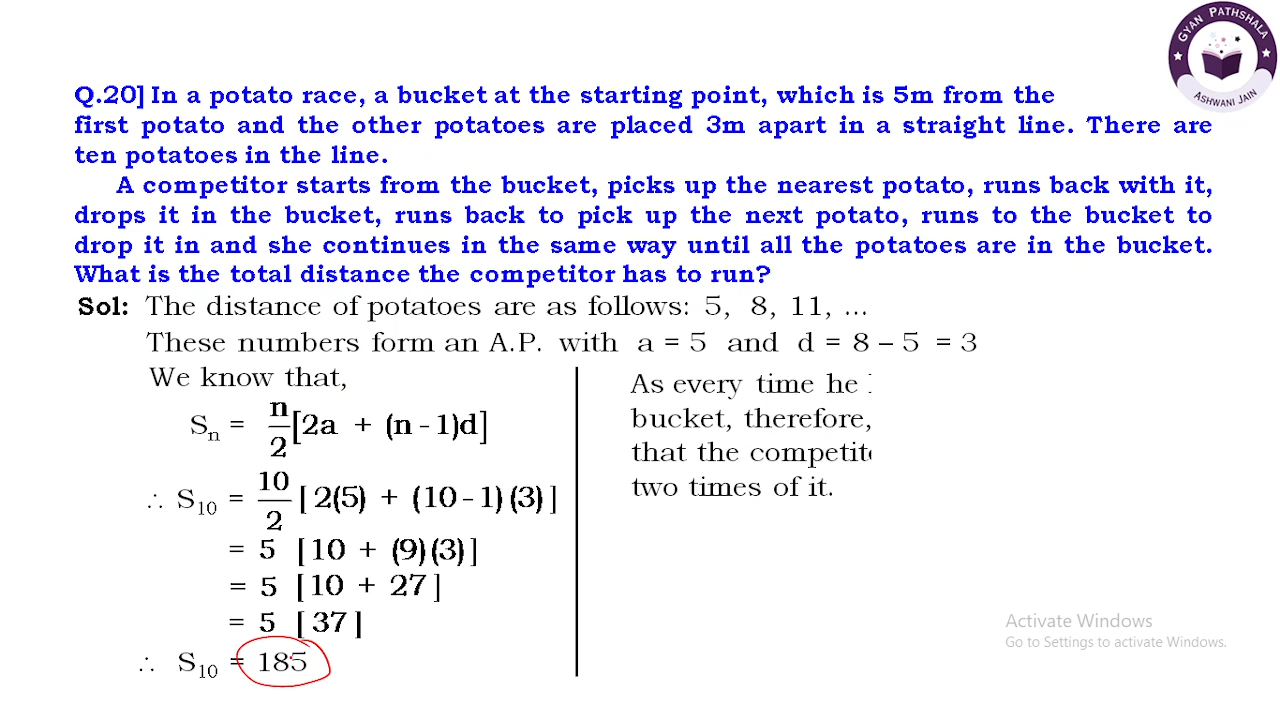 GYAN PATHSHALA
ASHWANI JAIN
Q.20] In a potato race, a bucket at the starting point, which is 5m from the
first potato and the other potatoes are placed 3m apart in a straight line. There are
ten potatoes in the line.
A competitor starts from the bucket, picks up the nearest potato, runs back with it,
drops it in the bucket, runs back to pick up the next potato, runs to the bucket to
drop it in and she continues in the same way until all the potatoes are in the bucket.
What is the total distance the competitor has to run?
Sol: The distance of potatoes are as follows: 5, 8, 11, ...
These numbers form an A.P. with a = 5 and d = 8 – 5 = 3
We know that,
Sn = n/2 [2a + (n - 1)d]
∴ S10 = 10/2 [ 2(5) + (10 - 1) (3) ]
= 5 [ 10 + (9) (3) ]
= 5 [ 10 + 27 ]
= 5 [ 37 ]
∴ S10 = 185
As every time he
bucket, therefore,
that the
two times of it.
Activate Windows
Go to Settings to activate Windows.